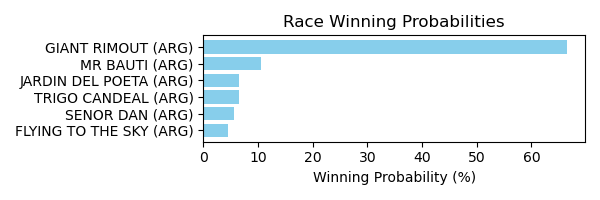 Race Winning Probabilities
GIANT RIMOUT (ARG)
MR BAUTI (ARG)
JARDIN DEL POETA (ARG)
TRIGO CANDEAL (ARG)
SENOR DAN (ARG)
FLYING TO THE SKY (ARG)
0 10 20 30 40 50 60
Winning Probability (%)